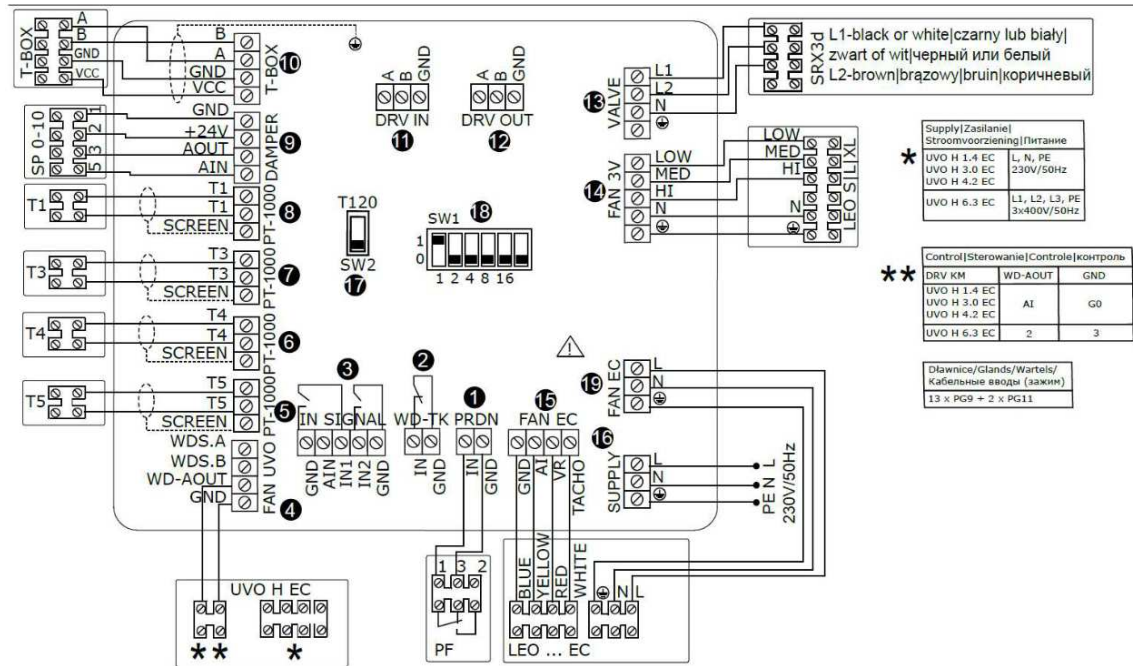 T-BOX
A
B
GND
VCC
B
A
GND
VCC
T-BOX
10
SP 0-10
1
2
3
5
GND
+24V
AOUT
AIN
DAMPER
9
T1
T1
T1
SCREEN
PT-1000
8
T3
T3
T3
SCREEN
PT-1000
7
T4
T4
T4
SCREEN
PT-1000
6
T5
T5
T5
SCREEN
PT-1000
5
WDS.A
WDS.B
WD-AOUT
GND
FAN UVO
4
A
B
GND
DRV IN
11
A
B
GND
DRV OUT
12
T120
SW2
17
18
SW1
1
0
1 2 4 8 16
3
IN SIGNAL
GND
AIN
IN1
IN2
GND
2
WD-TK
IN
GND
1
PRDN
IN
GND
15
FAN EC
GND
AI
VR
TACHO
13
VALVE
L1
L2
N
SRX3d
L1-black or white|czarny lub biały|
zwart of wit|черный или белый
L2-brown|brązowy|bruin|коричневый
14
FAN 3V
LOW
MED
HI
N
LOW
MED
HI
N
LEO S|L|XL
19
FAN EC
L
N
16
SUPPLY
L
N
L
N
PE
230V/50Hz
*
Supply|Zasilanie|
Stroomvoorziening|Питание
UVO H 1.4 EC
UVO H 3.0 EC
UVO H 4.2 EC
L, N, PE
230V/50Hz
UVO H 6.3 EC
L1, L2, L3, PE
3x400V/50Hz
**
Control|Sterowanie|Controle|контроль
DRV KM WD-AOUT GND
UVO H 1.4 EC
UVO H 3.0 EC
UVO H 4.2 EC
AI G0
UVO H 6.3 EC 2 3
Dławnice/Glands/Wartels/
Кабельные вводы (зажим)
13 x PG9 + 2 x PG11
UVO H EC
** *
1 3 2
PF
BLUE
YELLOW
RED
WHITE
N L
LEO ... EC